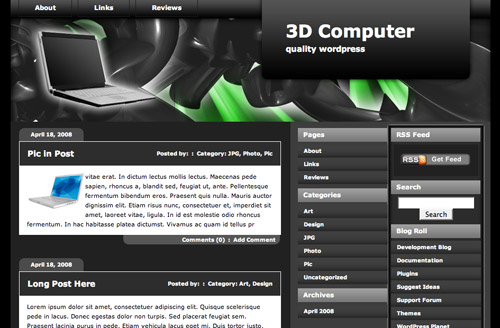 About Links Reviews
3D Computer
quality wordpress
April 18, 2008
Pic in Post Posted by: : Category: JPG, Photo, Pic
vitae erat. In dictum lectus mollis lectus. Maecenas pede
sapien, rhoncus a, blandit sed, feugiat ut, ante. Pellentesque
fermentum bibendum eros. Praesent quis nulla. Mauris auctor
dignissim elit. Etiam risus nunc, consectetuer et, imperdiet sit
amet, laoreet vitae, ligula. In id est molestie odio rhoncus
fermentum. In hac habitasse platea dictumst. Vivamus ac quam id tellus pr
Comments (0) : Add Comment
April 18, 2008
Long Post Here Posted by: : Category: Art, Design
Lorem ipsum dolor sit amet, consectetuer adipiscing elit. Quisque scelerisque
pede in lacus. Donec egestas dolor non turpis. Sed placerat feugiat sem.
Praesent lacinia purus in pede. Etiam vehicula lacus eget mi. Duis tortor justo,
Pages
About
Links
Reviews
Categories
Art
Design
JPG
Photo
Pic
Uncategorized
Archives
April 2008
RSS Feed
RSS Get Feed
Search
Search
Blog Roll
Development Blog
Documentation
Plugins
Suggest Ideas
Support Forum
Themes
WordPress Planet